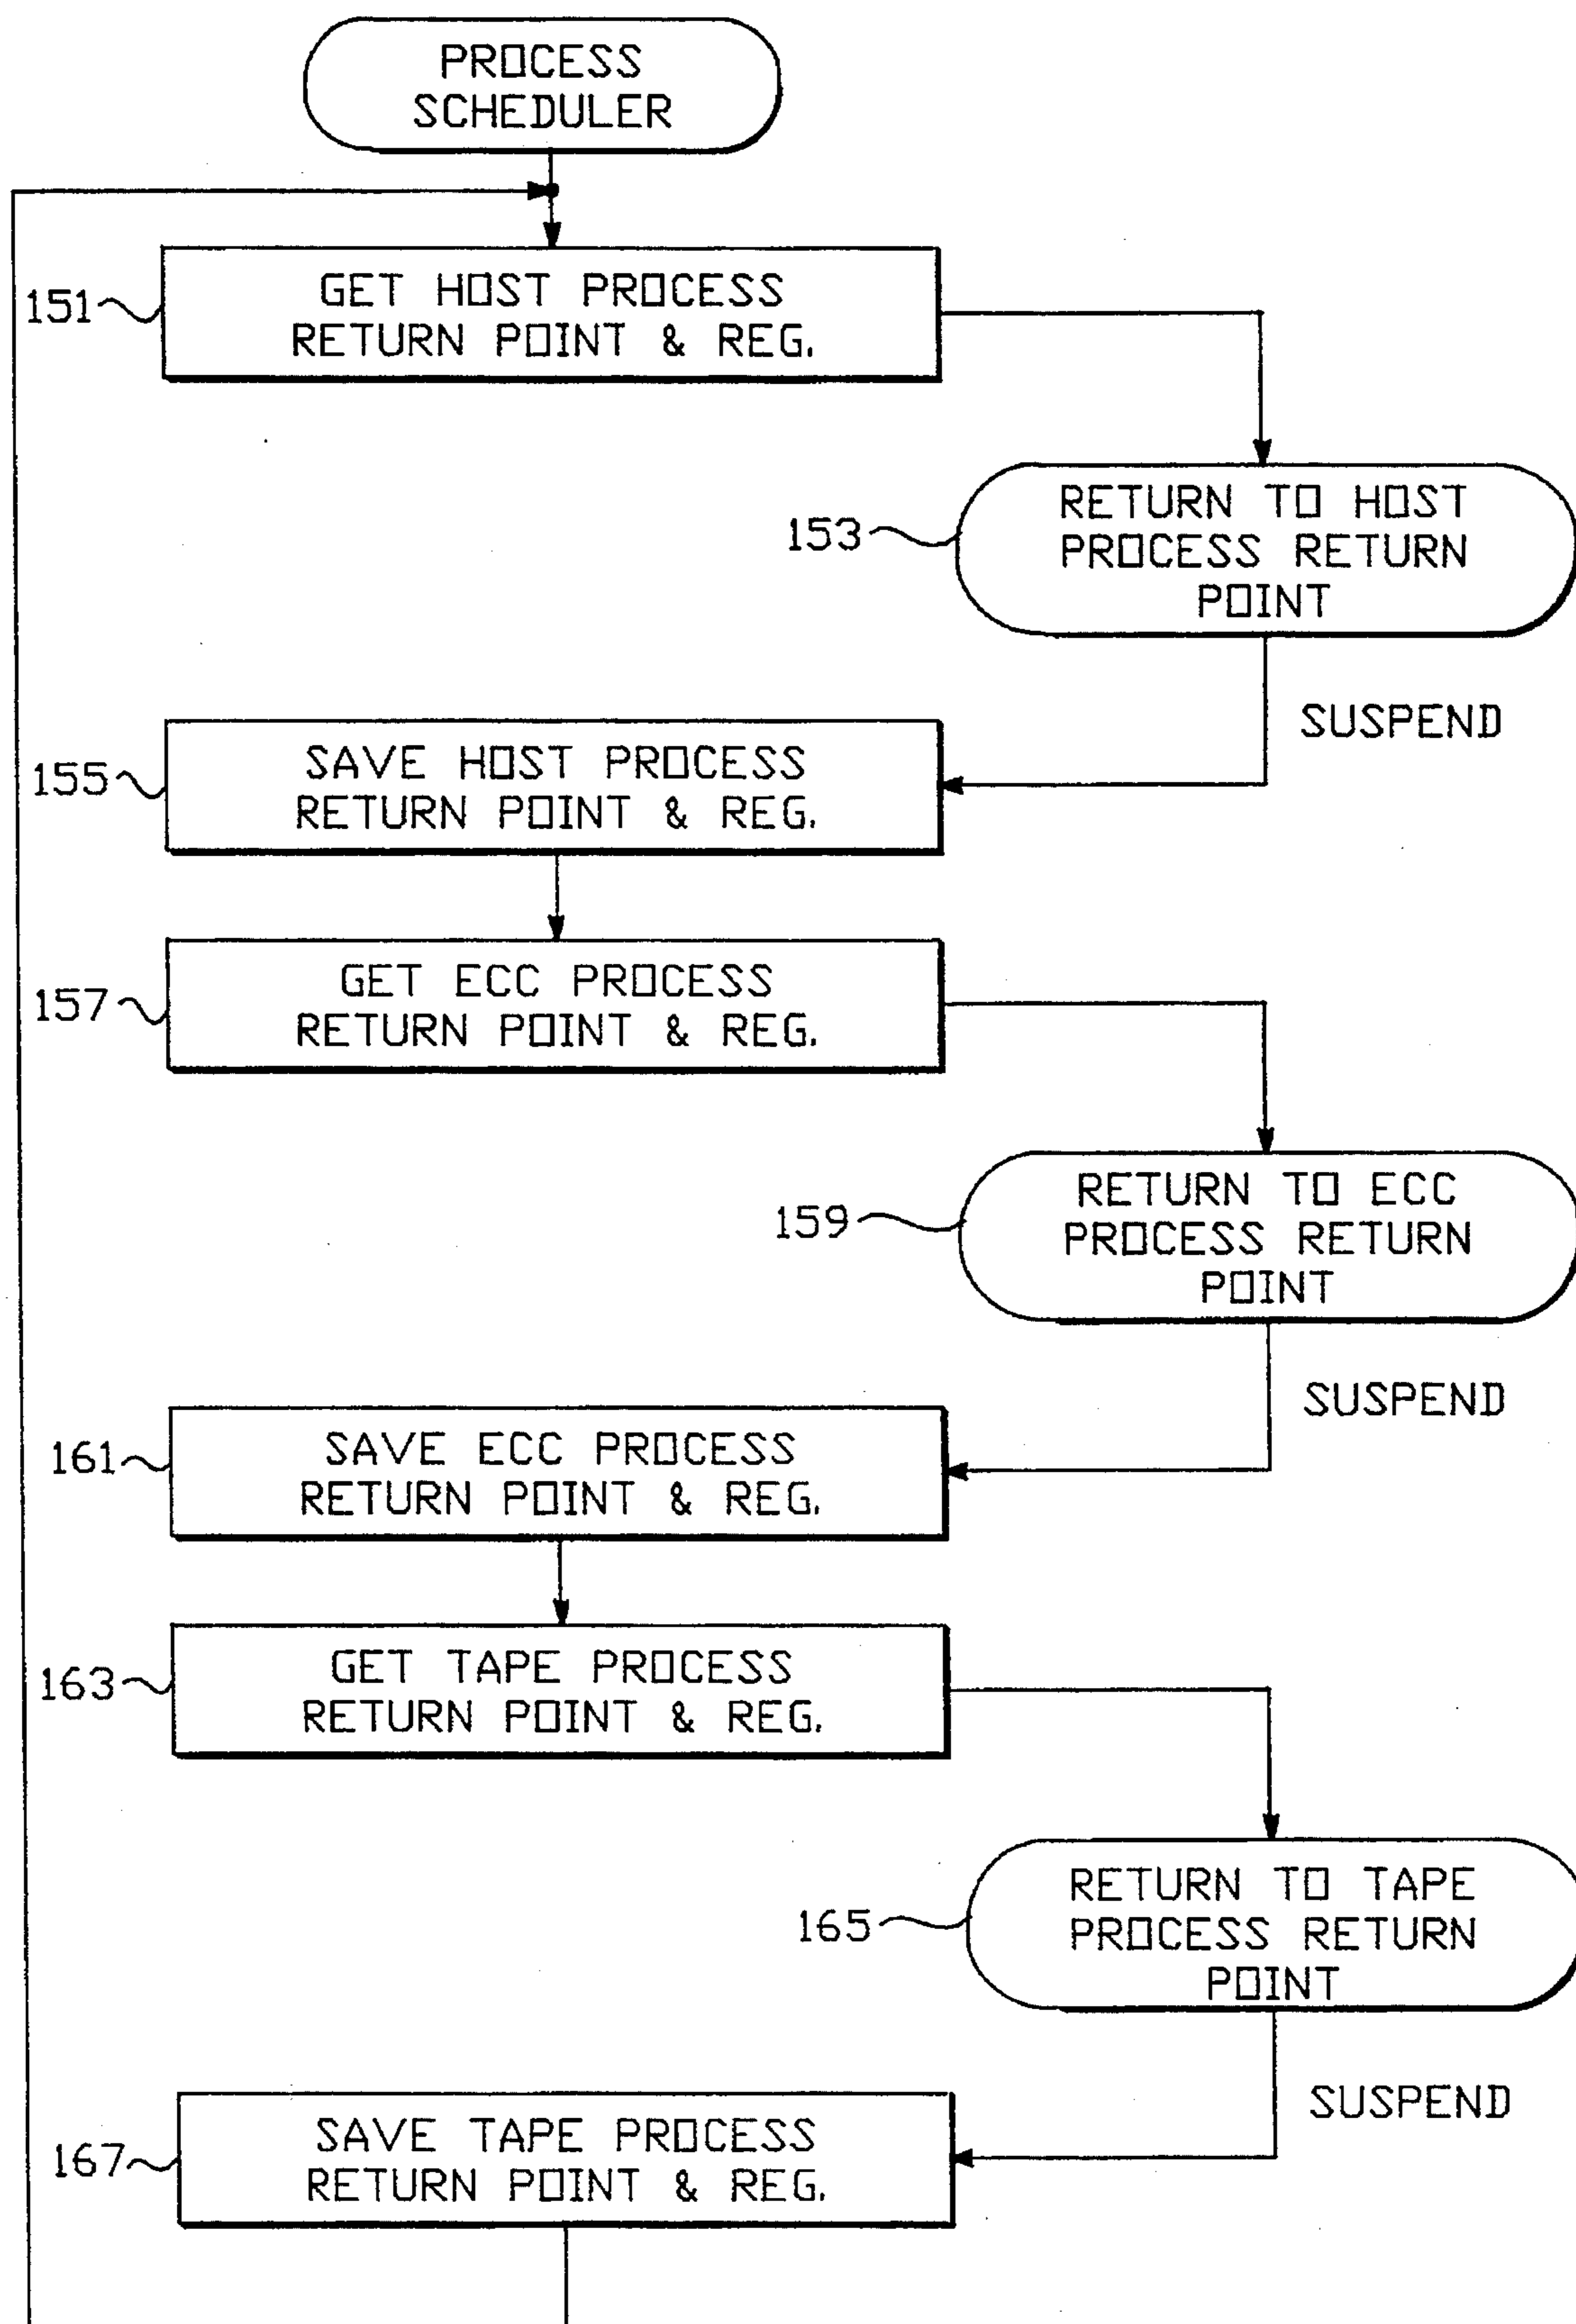 PROCESS
SCHEDULER
151
GET HOST PROCESS
RETURN POINT & REG.
153
RETURN TO HOST
PROCESS RETURN
POINT
SUSPEND
155
SAVE HOST PROCESS
RETURN POINT & REG.
157
GET ECC PROCESS
RETURN POINT & REG.
159
RETURN TO ECC
PROCESS RETURN
POINT
SUSPEND
161
SAVE ECC PROCESS
RETURN POINT & REG.
163
GET TAPE PROCESS
RETURN POINT & REG.
165
RETURN TO TAPE
PROCESS RETURN
POINT
SUSPEND
167
SAVE TAPE PROCESS
RETURN POINT & REG.